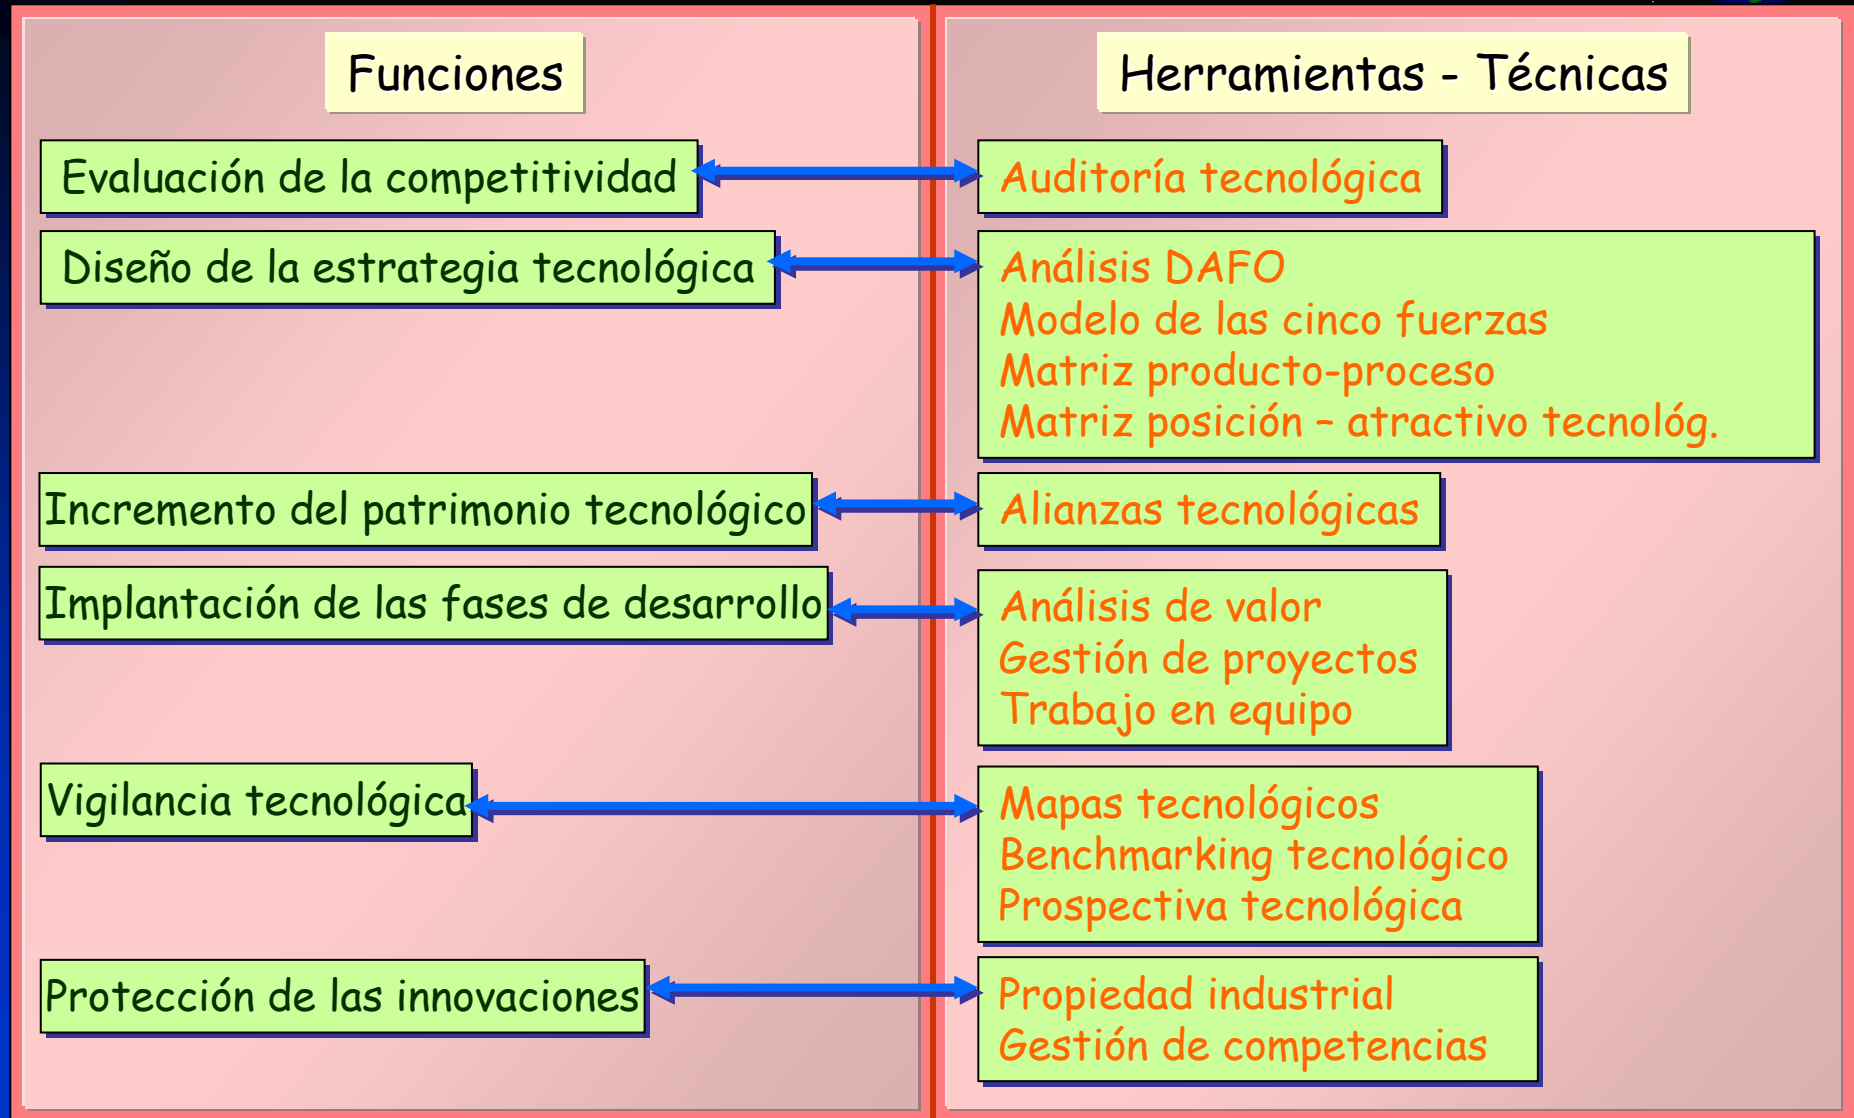 Funciones
Herramientas - Técnicas
Evaluación de la competitividad
Auditoría tecnológica
Diseño de la estrategia tecnológica
Análisis DAFO
Modelo de las cinco fuerzas
Matriz producto-proceso
Matriz posición – atractivo tecnológ.
Incremento del patrimonio tecnológico
Alianzas tecnológicas
Implantación de las fases de desarrollo
Análisis de valor
Gestión de proyectos
Trabajo en equipo
Vigilancia tecnológica
Mapas tecnológicos
Benchmarking tecnológico
Prospectiva tecnológica
Protección de las innovaciones
Propiedad industrial
Gestión de competencias